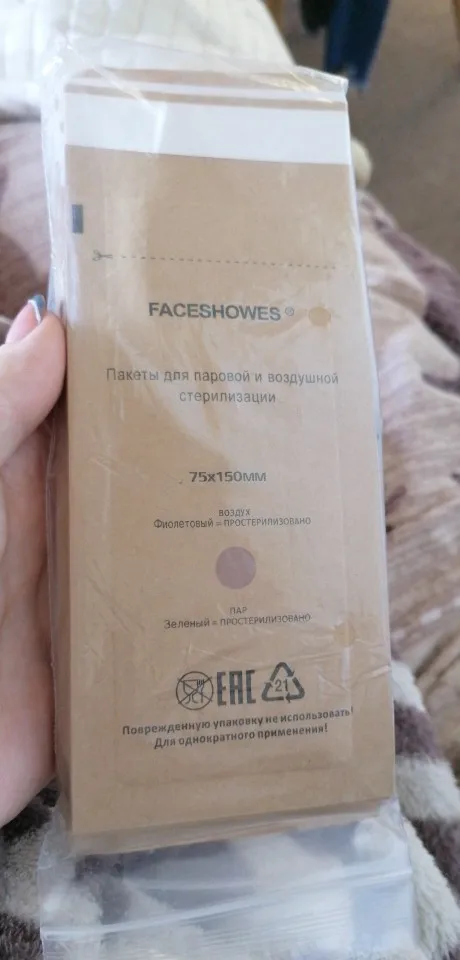 FACESHOWES ®
Пакеты для паровой и воздушной
стерилизации
75х150мм
ВОЗДУХ
Фиолетовый = ПРОСТЕРИЛИЗОВАНО
ПАР
Зеленый = ПРОСТЕРИЛИЗОВАНО
EAC 21
Поврежденную упаковку не использовать!
Для однократного применения!